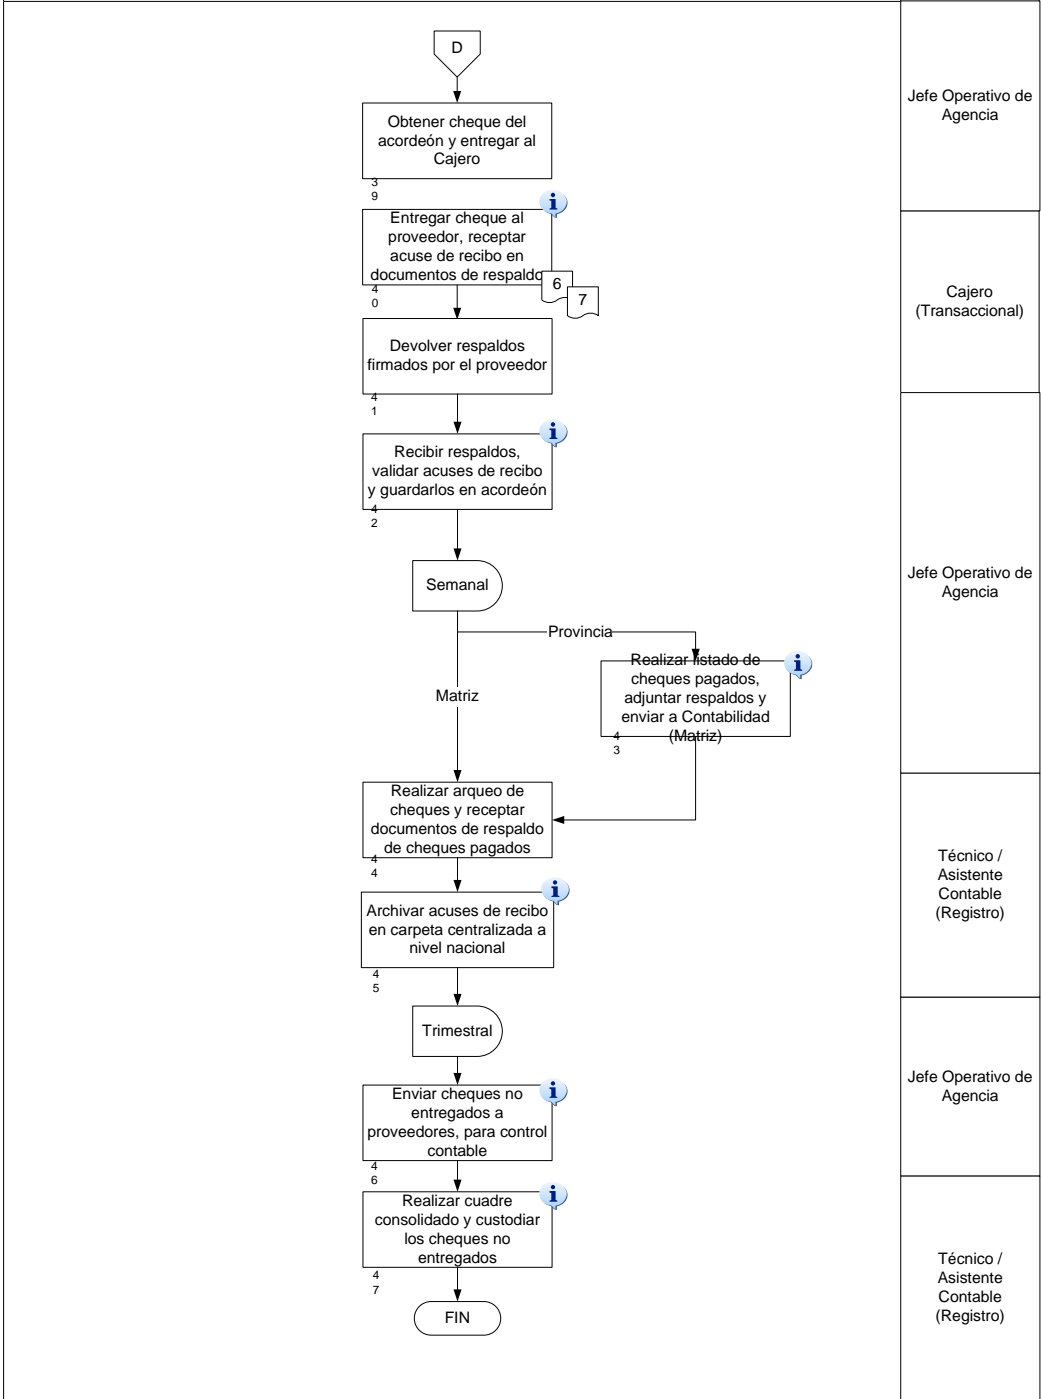 D
Jefe Operativo de
Agencia
Obtener cheque del
acordeón y entregar al
Cajero
3
9
i
Entregar cheque al
proveedor, receptar
acuse de recibo en
documentos de respaldo
6
7
4
0
Cajero
(Transaccional)
Devolver respaldos
firmados por el proveedor
4
1
i
Recibir respaldos,
validar acuses de recibo
y guardarlos en acordeón
4
2
Jefe Operativo de
Agencia
Semanal
Provincia
i
Realizar listado de
cheques pagados,
adjuntar respaldos y
enviar a Contabilidad
(Matriz)
4
3
Matriz
Realizar arqueo de
cheques y receptar
documentos de respaldo
de cheques pagados
4
4
Técnico /
Asistente
Contable
(Registro)
i
Archivar acuses de recibo
en carpeta centralizada a
nivel nacional
4
5
Trimestral
Jefe Operativo de
Agencia
i
Enviar cheques no
entregados a
proveedores, para control
contable
4
6
i
Realizar cuadre
consolidado y custodiar
los cheques no
entregados
4
7
Técnico /
Asistente
Contable
(Registro)
FIN